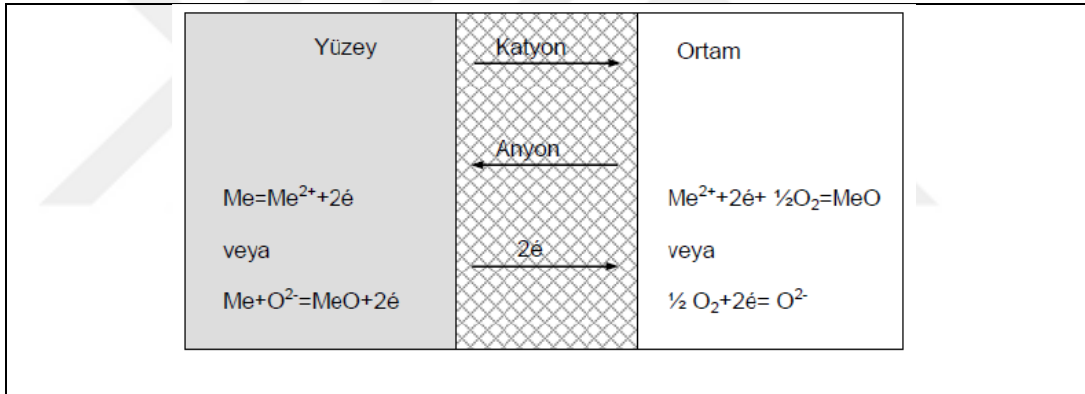 Yüzey
Katyon
Ortam
Anyon
Me=Me²⁺+2é
veya
Me+O²⁻=MeO+2é
2é
Me²⁺+2é+ ½O₂=MeO
veya
½ O₂+2é= O²⁻